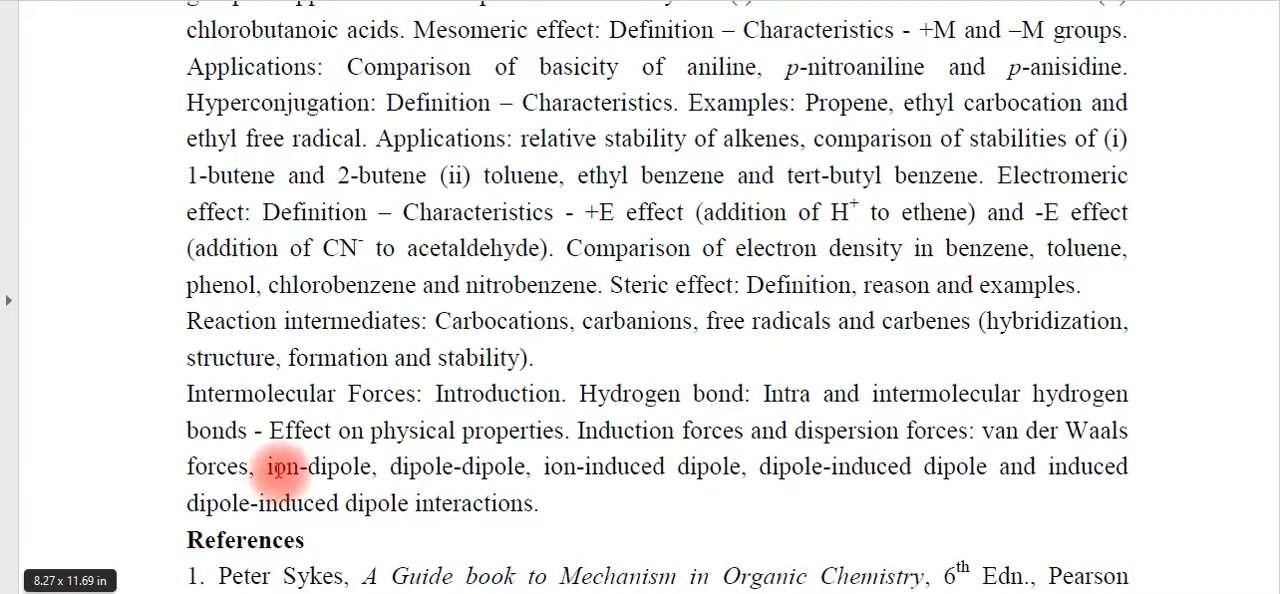 chlorobutanoic acids. Mesomeric effect: Definition – Characteristics - +M and –M groups.
Applications: Comparison of basicity of aniline, p-nitroaniline and p-anisidine.
Hyperconjugation: Definition – Characteristics. Examples: Propene, ethyl carbocation and
ethyl free radical. Applications: relative stability of alkenes, comparison of stabilities of (i)
1-butene and 2-butene (ii) toluene, ethyl benzene and tert-butyl benzene. Electromeric
effect: Definition – Characteristics - +E effect (addition of H⁺ to ethene) and -E effect
(addition of CN⁻ to acetaldehyde). Comparison of electron density in benzene, toluene,
phenol, chlorobenzene and nitrobenzene. Steric effect: Definition, reason and examples.
Reaction intermediates: Carbocations, carbanions, free radicals and carbenes (hybridization,
structure, formation and stability).
Intermolecular Forces: Introduction. Hydrogen bond: Intra and intermolecular hydrogen
bonds - Effect on physical properties. Induction forces and dispersion forces: van der Waals
forces, ion-dipole, dipole-dipole, ion-induced dipole, dipole-induced dipole and induced
dipole-induced dipole interactions.
References
1. Peter Sykes, A Guide book to Mechanism in Organic Chemistry, 6th Edn., Pearson
8.27 x 11.69 in